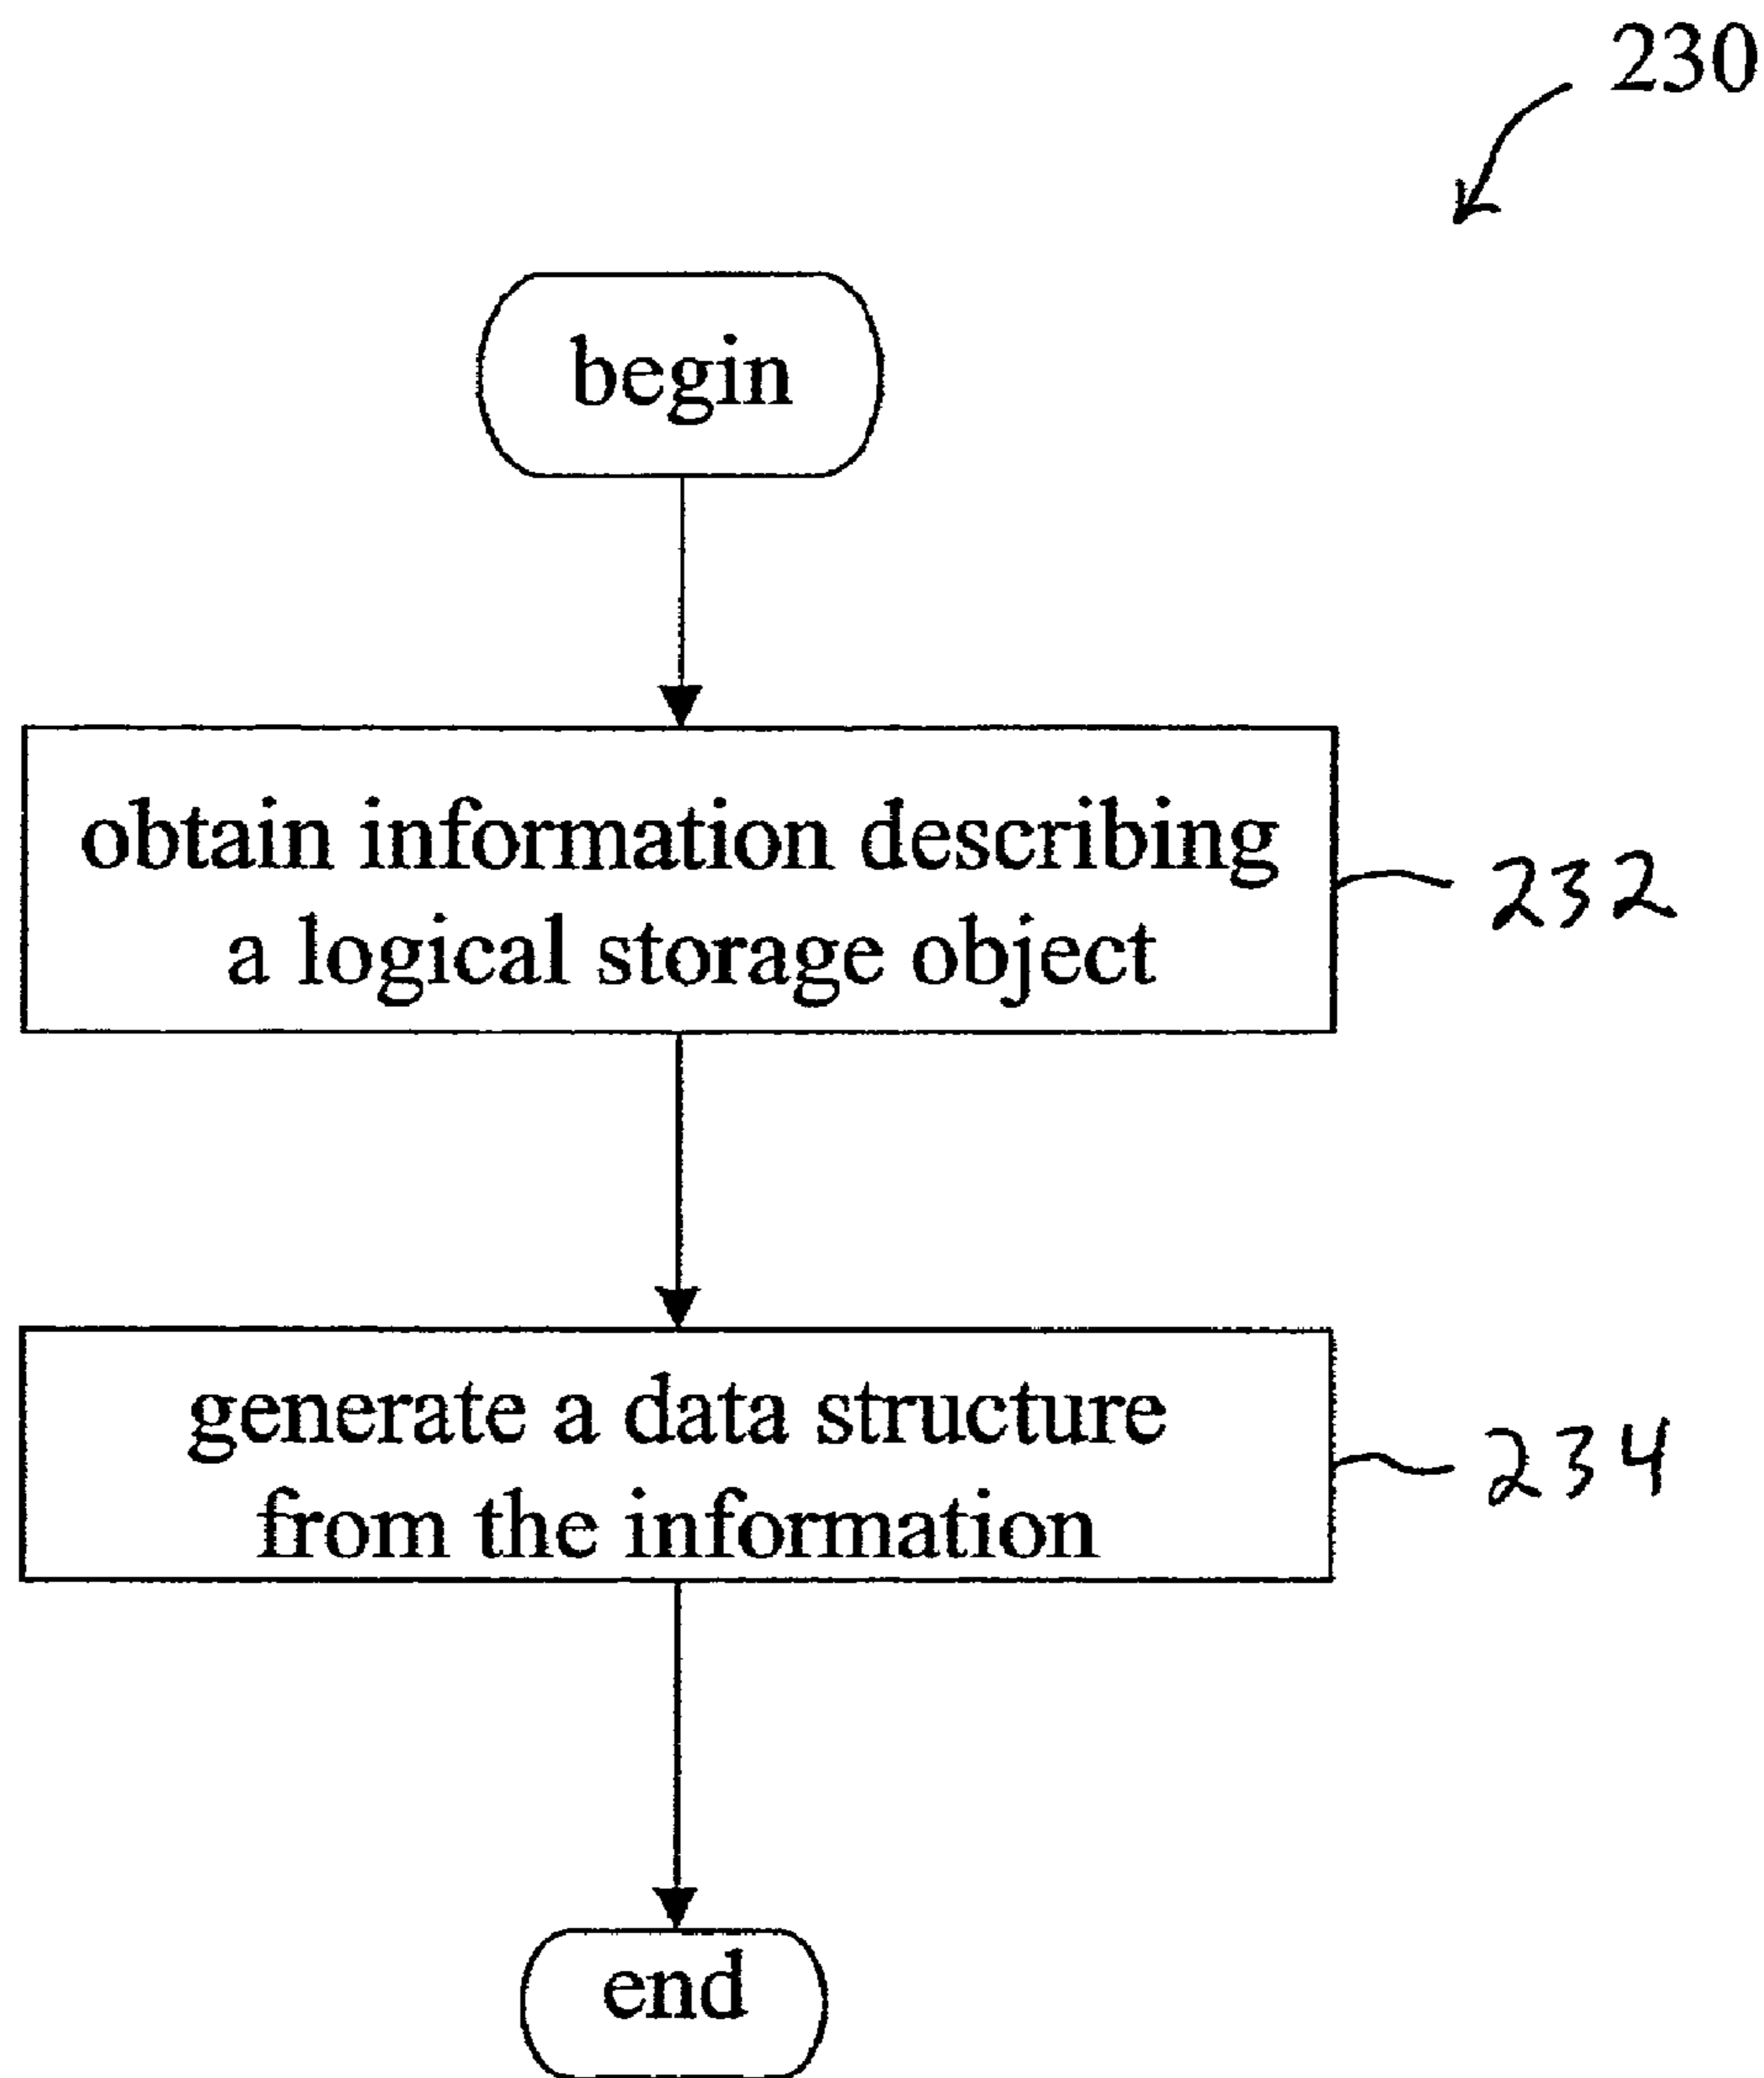 230
begin
obtain information describing
a logical storage object
232
generate a data structure
from the information
234
end